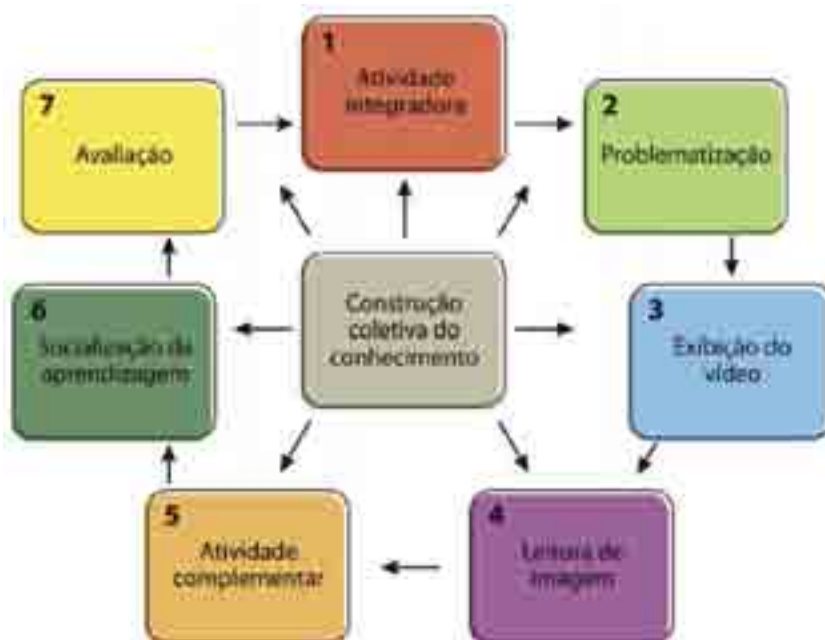 1
Atividade
integradora
2
Problematização
3
Exibição do
vídeo
4
Leitura de
Imagem
5
Atividade
complementar
6
Socialização da
aprendizagem
7
Avaliação
Construção
coletiva do
conhecimento